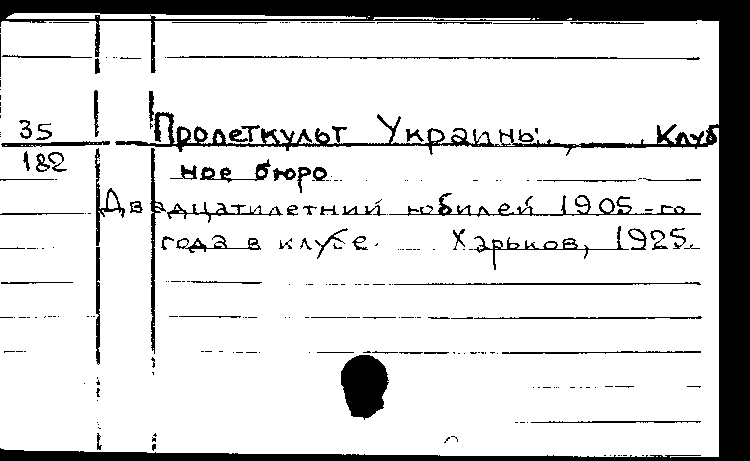 35 Пролеткульт Украины., Клуб
182 ное бюро
Двадцатилетний юбилей 1905-го
года в клубе. Харьков, 1925.